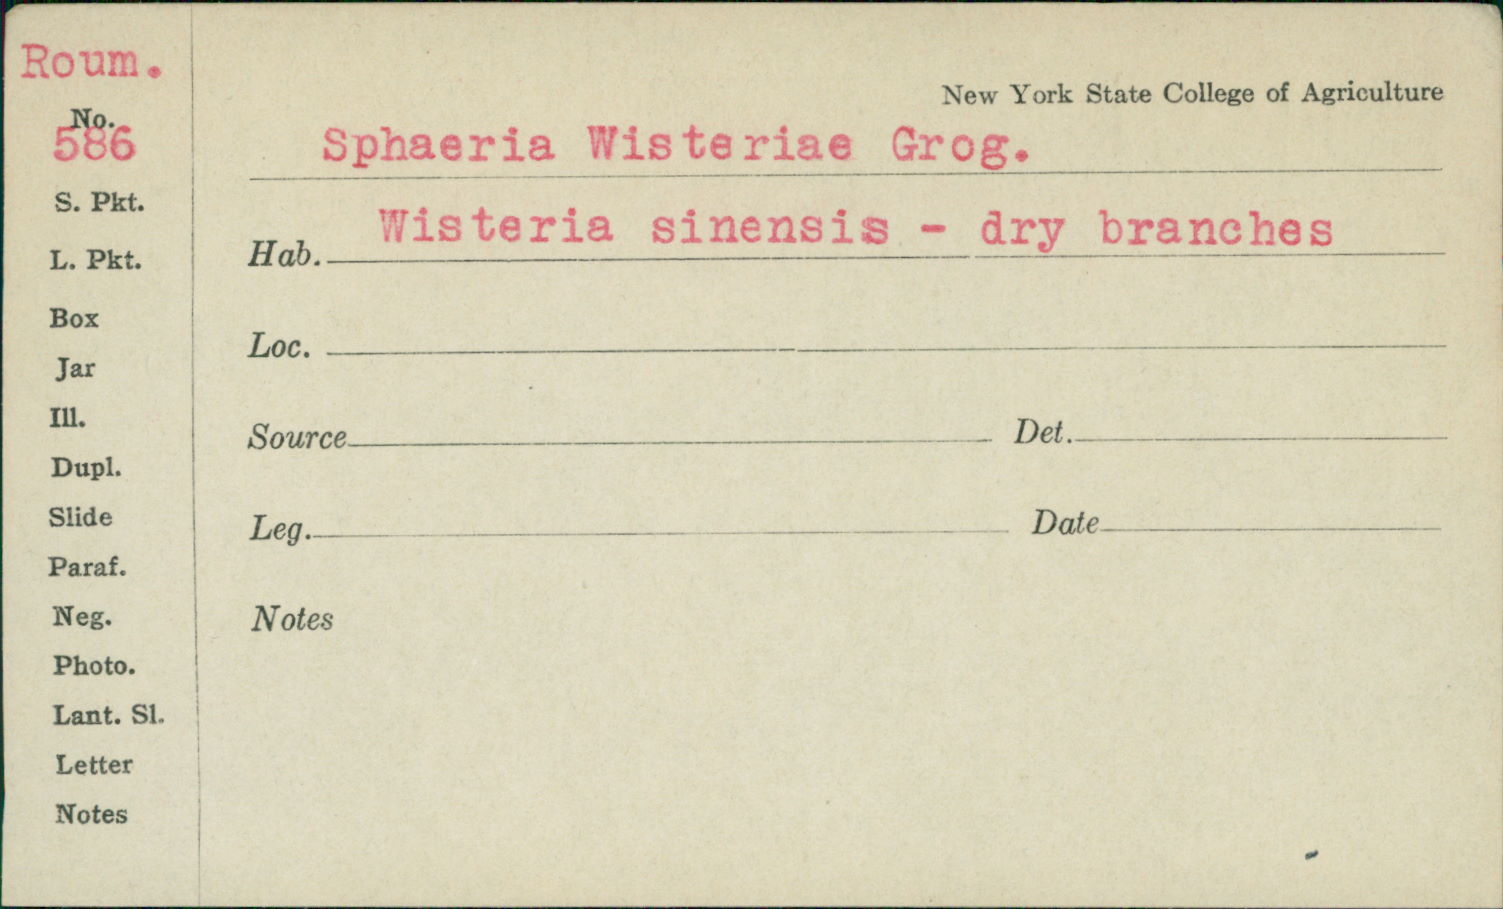 Roum.
No.
586
S. Pkt.
L. Pkt.
Box
Jar
Ill.
Dupl.
Slide
Paraf.
Neg.
Photo.
Lant. Sl.
Letter
Notes
New York State College of Agriculture
Sphaeria Wisteriae Grog.
Hab. Wisteria sinensis - dry branches
Loc.
Source Det.
Leg. Date
Notes